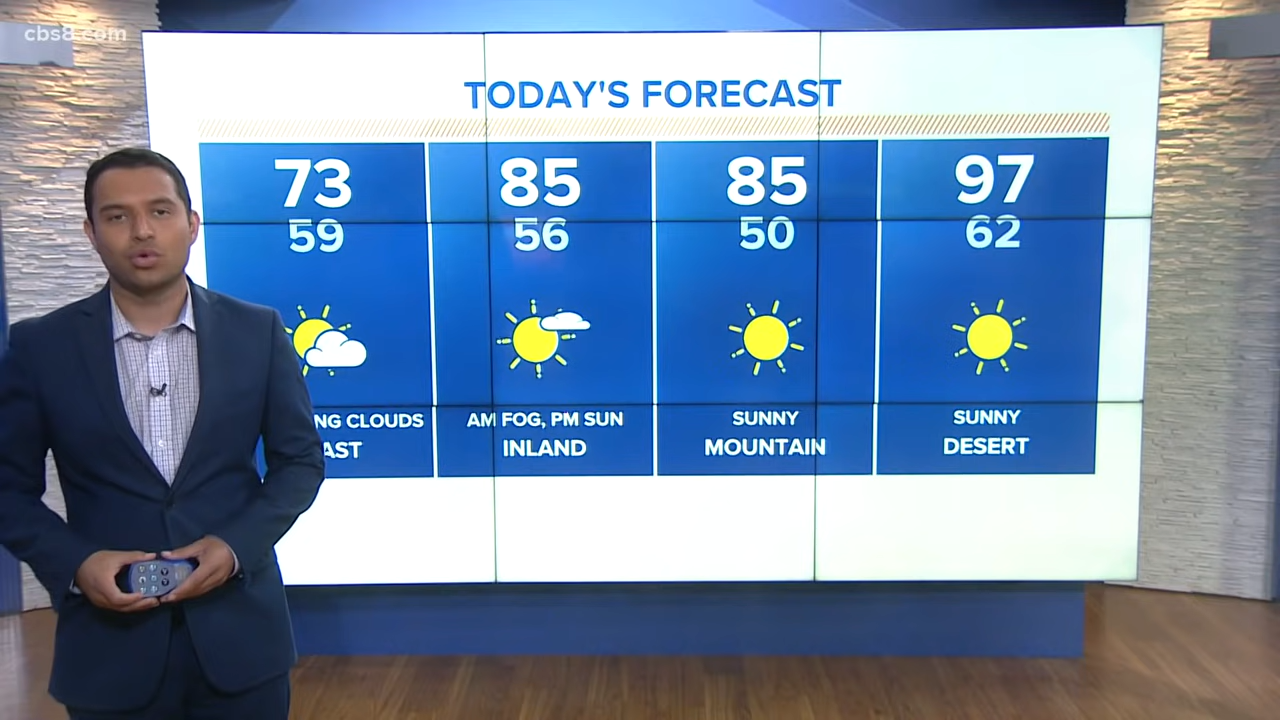 cbs8.com
TODAY'S FORECAST
73
59
NG CLOUDS
AST
85
56
AM FOG, PM SUN
INLAND
85
50
SUNNY
MOUNTAIN
97
62
SUNNY
DESERT